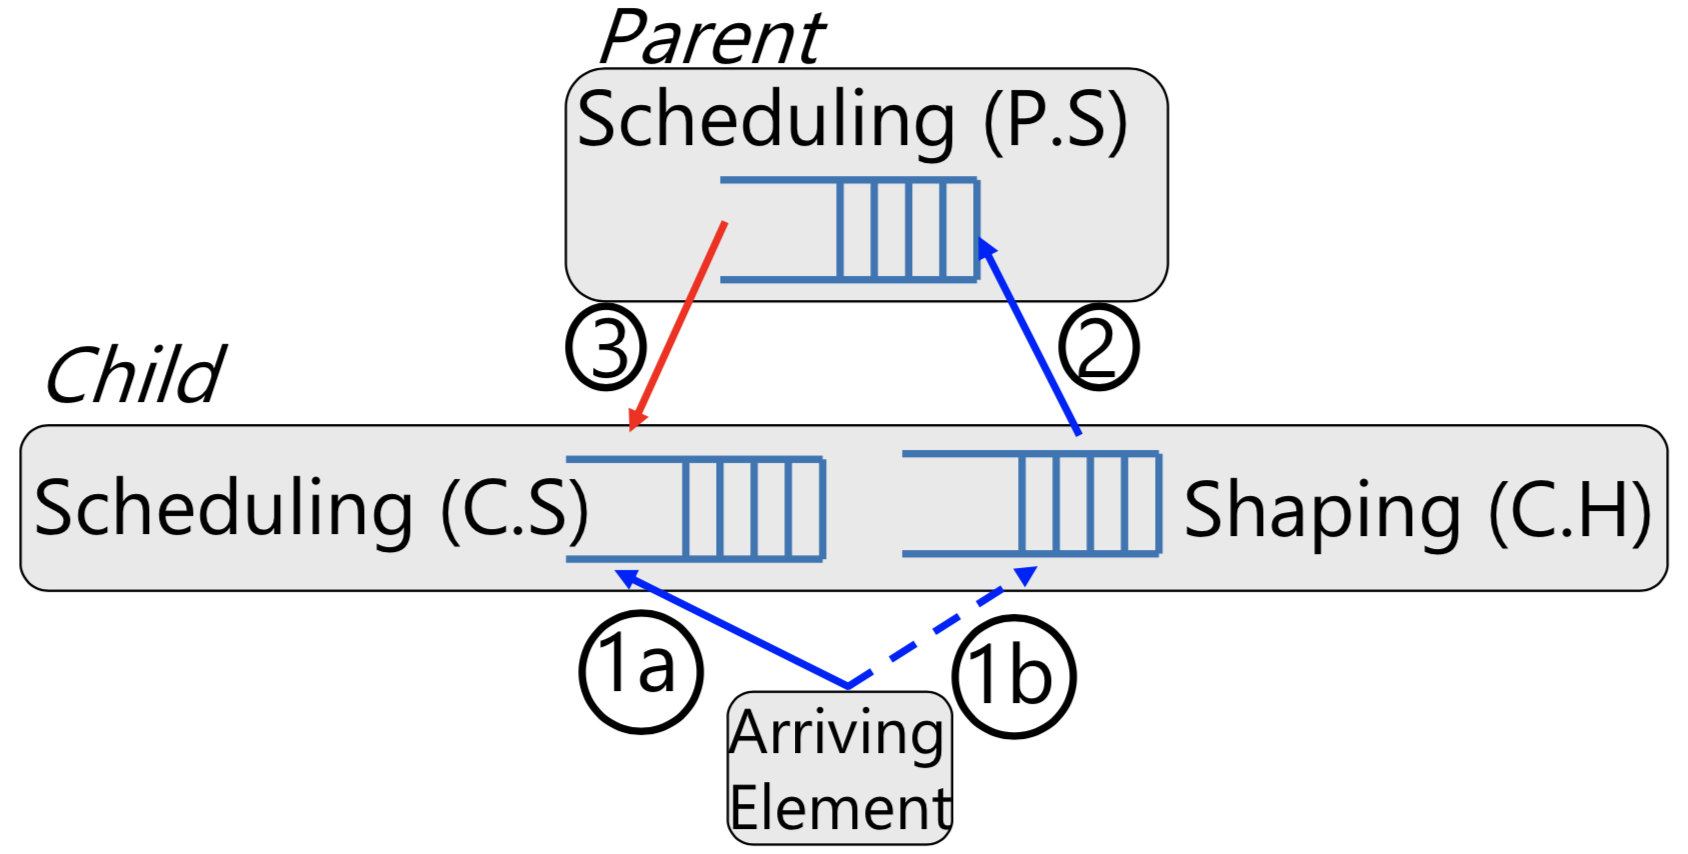 Parent
Scheduling (P.S)
3
2
Child
Scheduling (C.S)
Shaping (C.H)
1a
1b
Arriving
Element